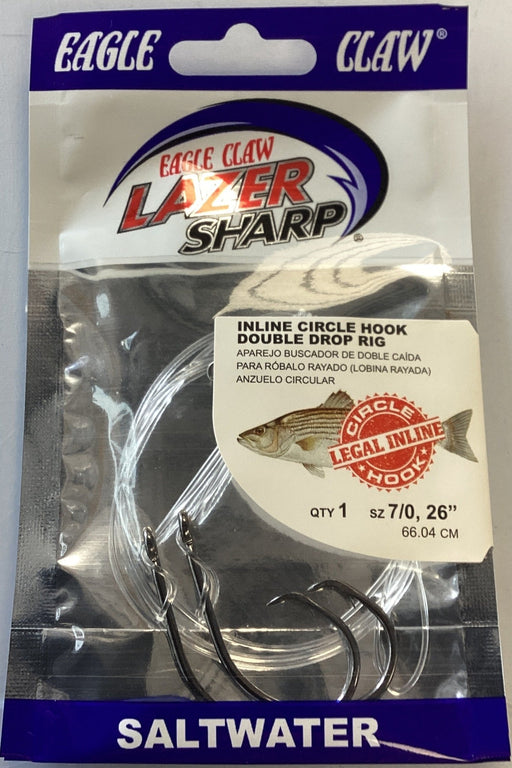 EAGLE CLAW®
EAGLE CLAW
LAZER
SHARP®
INLINE CIRCLE HOOK
DOUBLE DROP RIG
APAREJO BUSCADOR DE DOBLE CAÍDA
PARA RÓBALO RAYADO (LOBINA RAYADA)
ANZUELO CIRCULAR
CIRCLE
LEGAL INLINE
HOOK
QTY 1 SZ 7/0, 26”
66.04 CM
SALTWATER